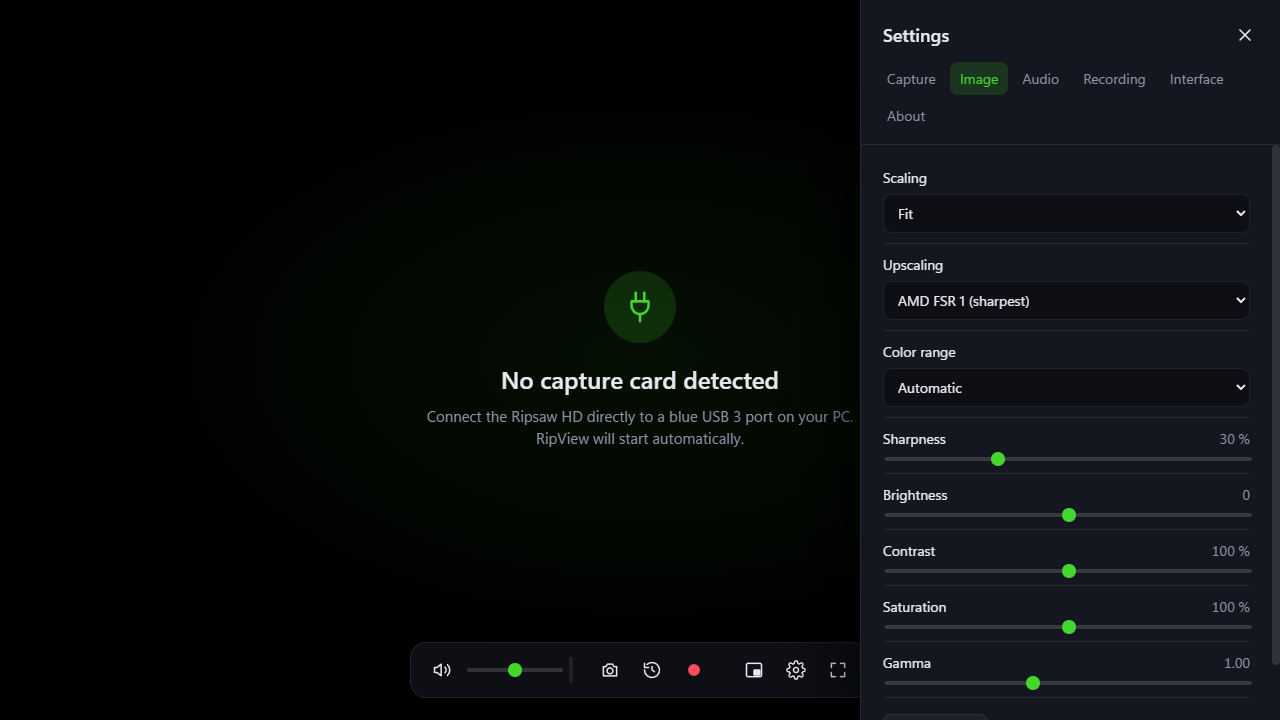 Settings
Capture Image Audio Recording Interface
About
Scaling
Fit
Upscaling
AMD FSR 1 (sharpest)
Color range
Automatic
Sharpness 30 %
Brightness 0
Contrast 100 %
Saturation 100 %
Gamma 1.00
No capture card detected
Connect the Ripsaw HD directly to a blue USB 3 port on your PC.
RipView will start automatically.